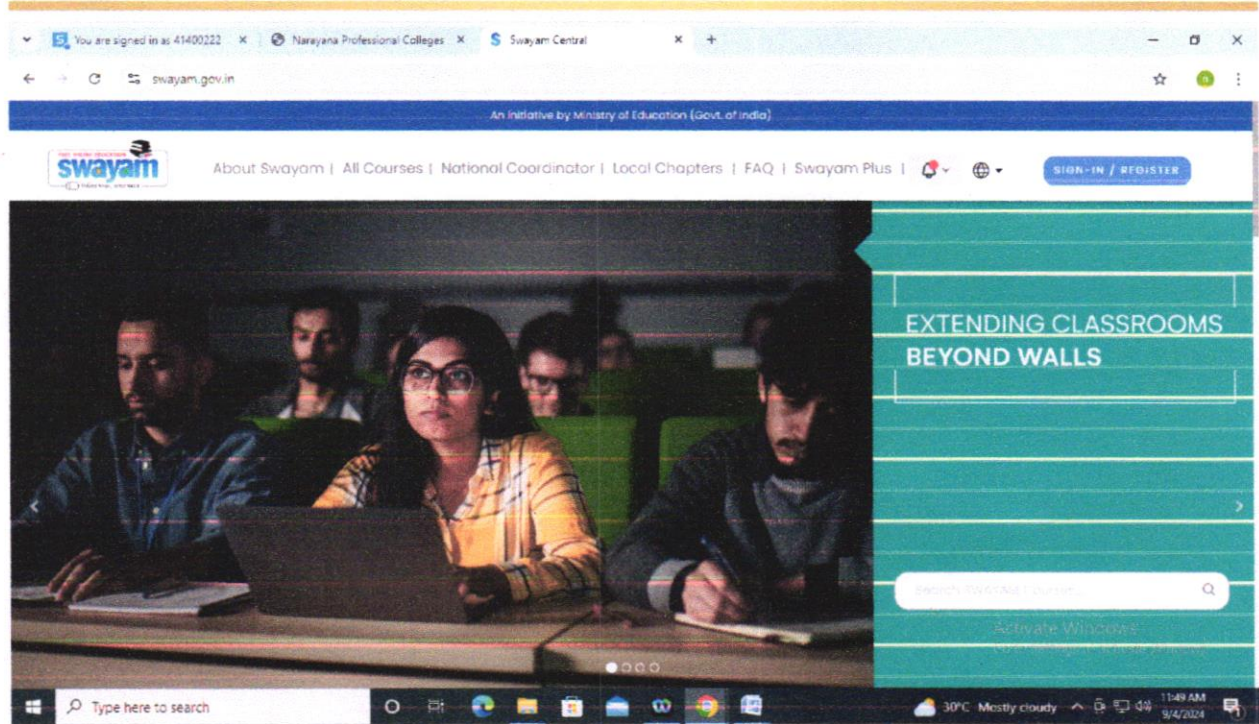 You are signed in as 41400222
Narayana Professional Colleges
Swayam Central
swayam.gov.in
An Initiative by Ministry of Education (Govt. of India)
swayam
About Swayam | All Courses | National Coordinator | Local Chapters | FAQ | Swayam Plus |
SIGN-IN / REGISTER
EXTENDING CLASSROOMS
BEYOND WALLS
Search SWAYAM Courses...
Activate Windows
Type here to search
30°C Mostly cloudy
11:49 AM
9/4/2024